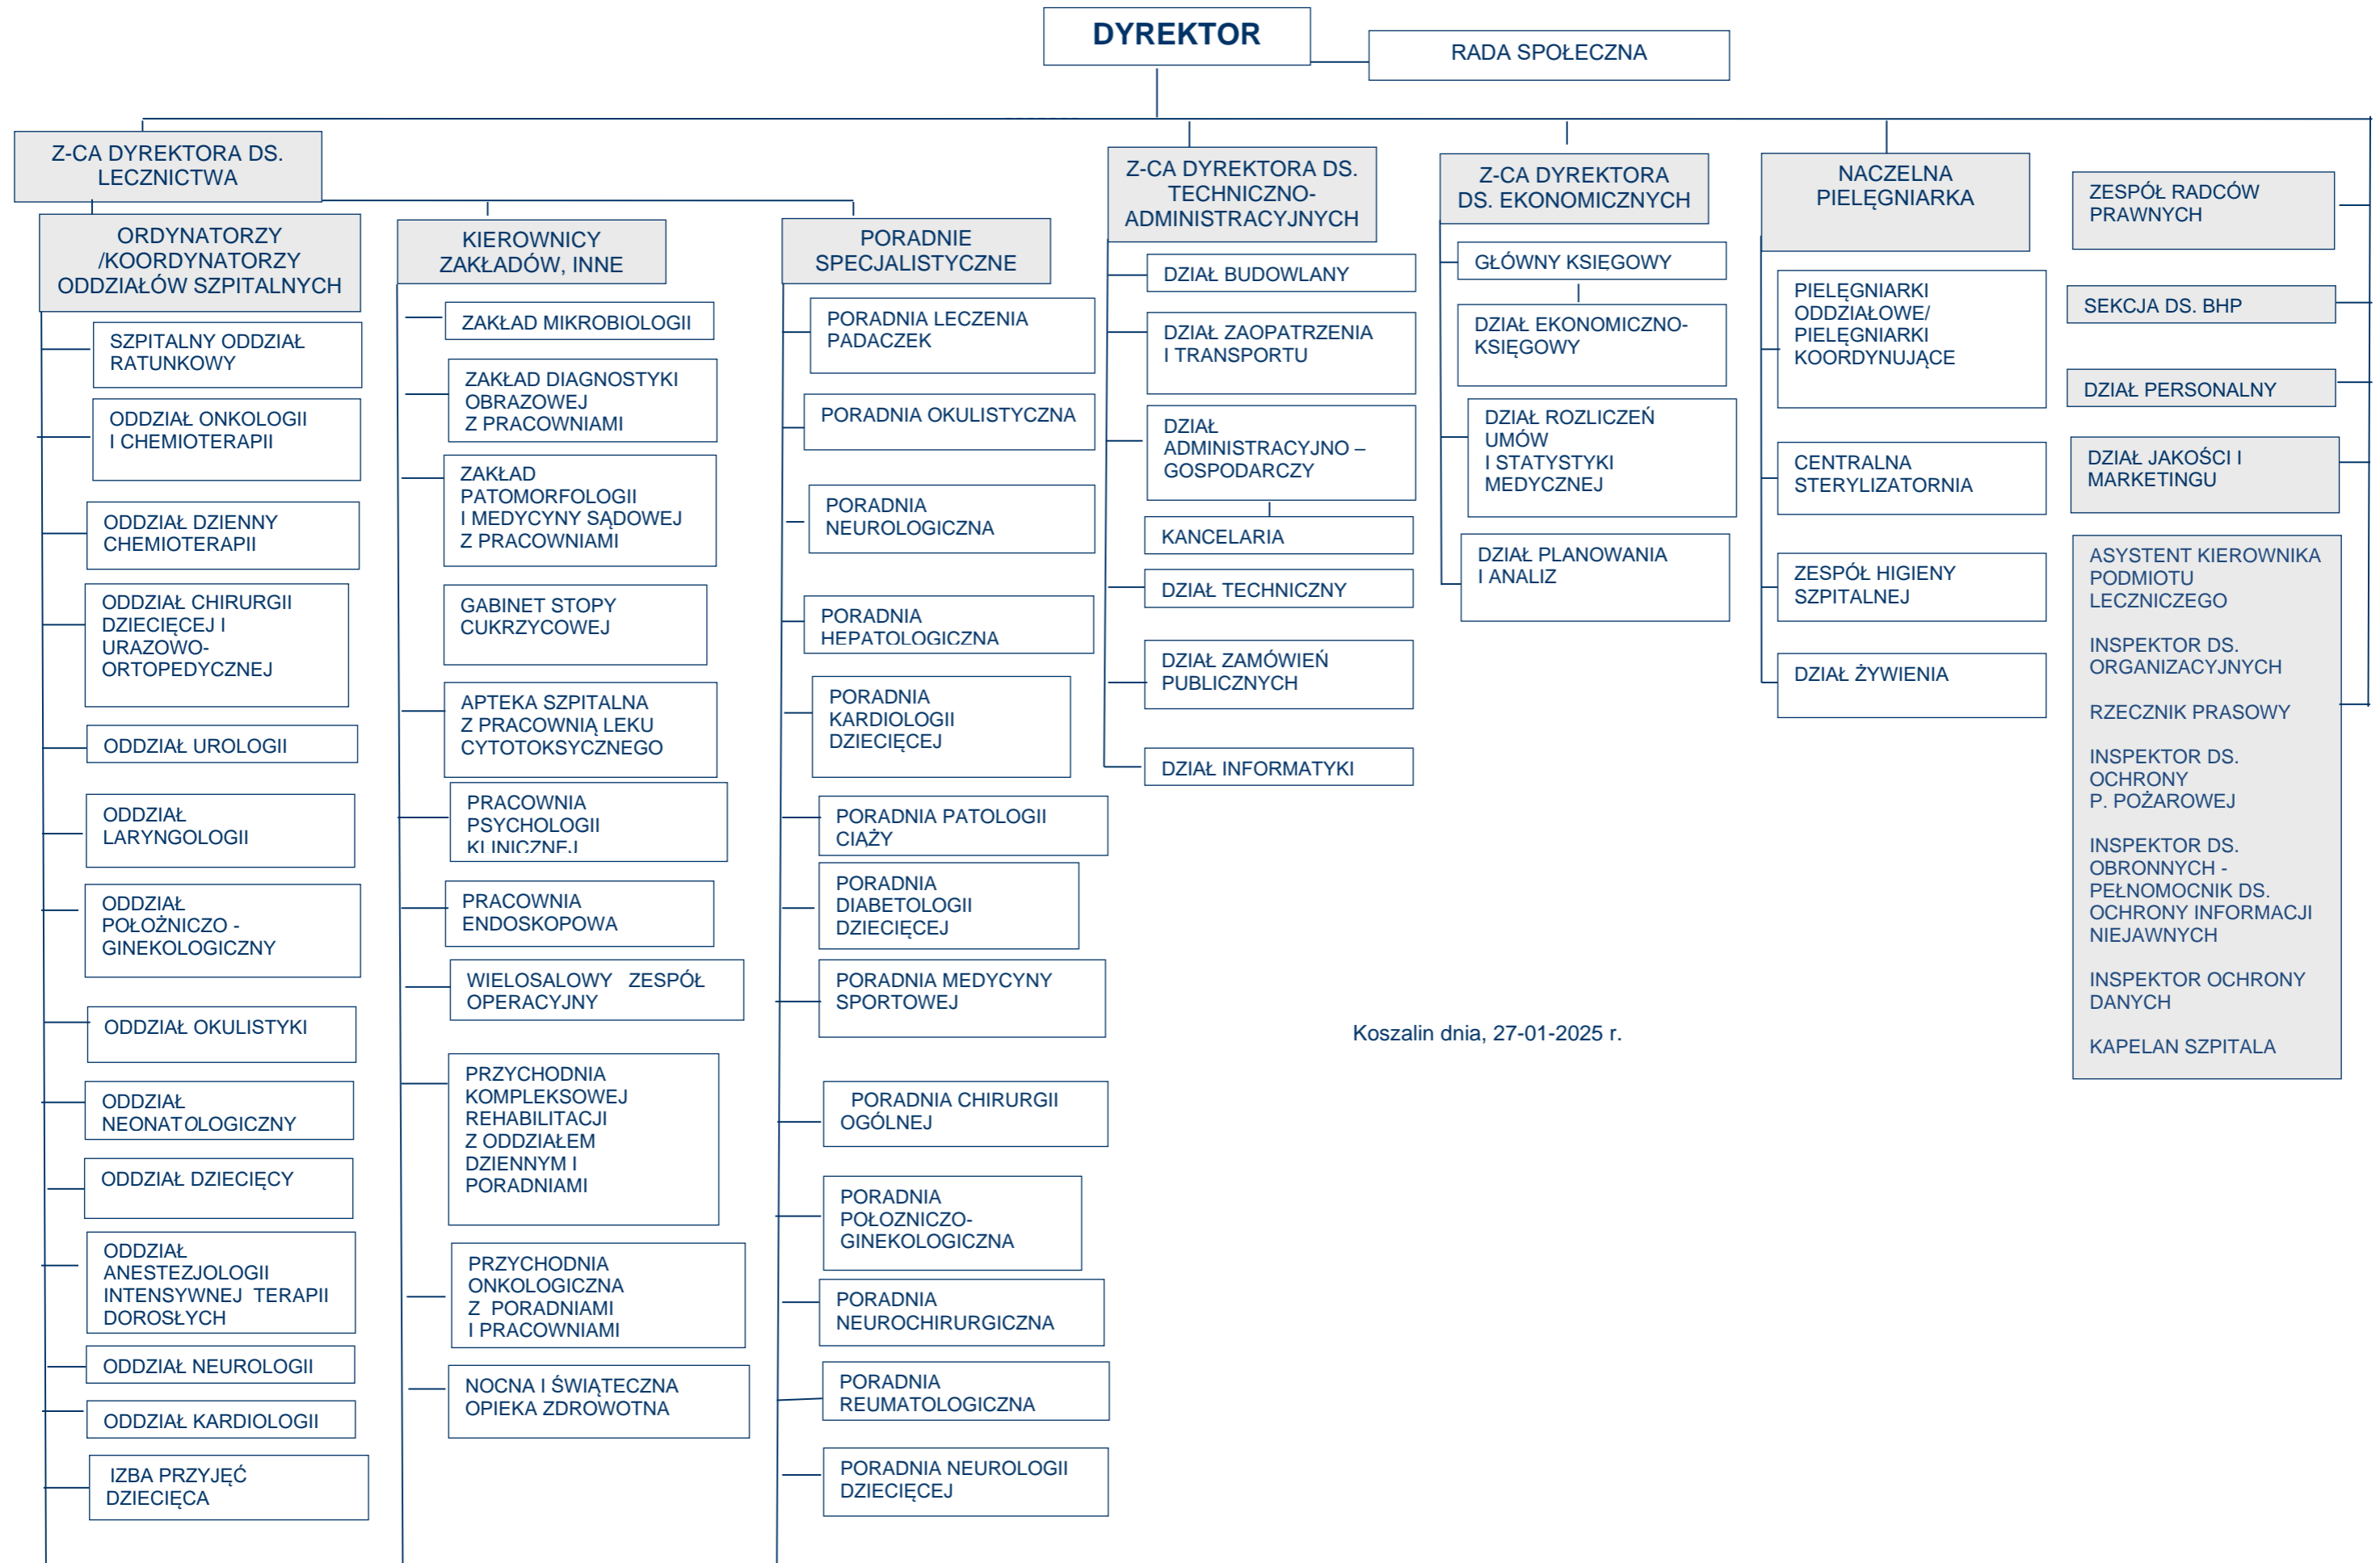 DYREKTOR
RADA SPOŁECZNA
Z-CA DYREKTORA DS.
LECZNICTWA
ORDYNATORZY
/KOORDYNATORZY
ODDZIAŁÓW SZPITALNYCH
SZPITALNY ODDZIAŁ
RATUNKOWY
ODDZIAŁ ONKOLOGII
I CHEMIOTERAPII
ODDZIAŁ DZIENNY
CHEMIOTERAPII
ODDZIAŁ CHIRURGII
DZIECIĘCEJ I
URAZOWO-
ORTOPEDYCZNEJ
ODDZIAŁ UROLOGII
ODDZIAŁ
LARYNGOLOGII
ODDZIAŁ
POŁOŻNICZO -
GINEKOLOGICZNY
ODDZIAŁ OKULISTYKI
ODDZIAŁ
NEONATOLOGICZNY
ODDZIAŁ DZIECIĘCY
ODDZIAŁ
ANESTEZJOLOGII
INTENSYWNEJ TERAPII
DOROSŁYCH
ODDZIAŁ NEUROLOGII
ODDZIAŁ KARDIOLOGII
IZBA PRZYJĘĆ
DZIECIĘCA
KIEROWNICY
ZAKŁADÓW, INNE
ZAKŁAD MIKROBIOLOGII
ZAKŁAD DIAGNOSTYKI
OBRAZOWEJ
Z PRACOWNIAMI
ZAKŁAD
PATOMORFOLOGII
I MEDYCYNY SĄDOWEJ
Z PRACOWNIAMI
GABINET STOPY
CUKRZYCOWEJ
APTEKA SZPITALNA
Z PRACOWNIĄ LEKU
CYTOTOKSYCZNEGO
PRACOWNIA
PSYCHOLOGII
KLINICZNEJ
PRACOWNIA
ENDOSKOPOWA
WIELOSALOWY ZESPÓŁ
OPERACYJNY
PRZYCHODNIA
KOMPLEKSOWEJ
REHABILITACJI
Z ODDZIAŁEM
DZIENNYM I
PORADNIAMI
PRZYCHODNIA
ONKOLOGICZNA
Z PORADNIAMI
I PRACOWNIAMI
NOCNA I ŚWIĄTECZNA
OPIEKA ZDROWOTNA
PORADNIE
SPECJALISTYCZNE
PORADNIA LECZENIA
PADACZEK
PORADNIA OKULISTYCZNA
PORADNIA
NEUROLOGICZNA
PORADNIA
HEPATOLOGICZNA
PORADNIA
KARDIOLOGII
DZIECIĘCEJ
PORADNIA PATOLOGII
CIĄŻY
PORADNIA
DIABETOLOGII
DZIECIĘCEJ
PORADNIA MEDYCYNY
SPORTOWEJ
PORADNIA CHIRURGII
OGÓLNEJ
PORADNIA
POŁOZNICZO-
GINEKOLOGICZNA
PORADNIA
NEUROCHIRURGICZNA
PORADNIA
REUMATOLOGICZNA
PORADNIA NEUROLOGII
DZIECIĘCEJ
Z-CA DYREKTORA DS.
TECHNICZNO-
ADMINISTRACYJNYCH
DZIAŁ BUDOWLANY
DZIAŁ ZAOPATRZENIA
I TRANSPORTU
DZIAŁ
ADMINISTRACYJNO –
GOSPODARCZY
KANCELARIA
DZIAŁ TECHNICZNY
DZIAŁ ZAMÓWIEŃ
PUBLICZNYCH
DZIAŁ INFORMATYKI
Z-CA DYREKTORA
DS. EKONOMICZNYCH
GŁÓWNY KSIĘGOWY
DZIAŁ EKONOMICZNO-
KSIĘGOWY
DZIAŁ ROZLICZEŃ
UMÓW
I STATYSTYKI
MEDYCZNEJ
DZIAŁ PLANOWANIA
I ANALIZ
NACZELNA
PIELĘGNIARKA
PIELĘGNIARKI
ODDZIAŁOWE/
PIELĘGNIARKI
KOORDYNUJĄCE
CENTRALNA
STERYLIZATORNIA
ZESPÓŁ HIGIENY
SZPITALNEJ
DZIAŁ ŻYWIENIA
ZESPÓŁ RADCÓW
PRAWNYCH
SEKCJA DS. BHP
DZIAŁ PERSONALNY
DZIAŁ JAKOŚCI I
MARKETINGU
ASYSTENT KIEROWNIKA
PODMIOTU
LECZNICZEGO
INSPEKTOR DS.
ORGANIZACYJNYCH
RZECZNIK PRASOWY
INSPEKTOR DS.
OCHRONY
P. POŻAROWEJ
INSPEKTOR DS.
OBRONNYCH -
PEŁNOMOCNIK DS.
OCHRONY INFORMACJI
NIEJAWNYCH
INSPEKTOR OCHRONY
DANYCH
KAPELAN SZPITALA
Koszalin dnia, 27-01-2025 r.